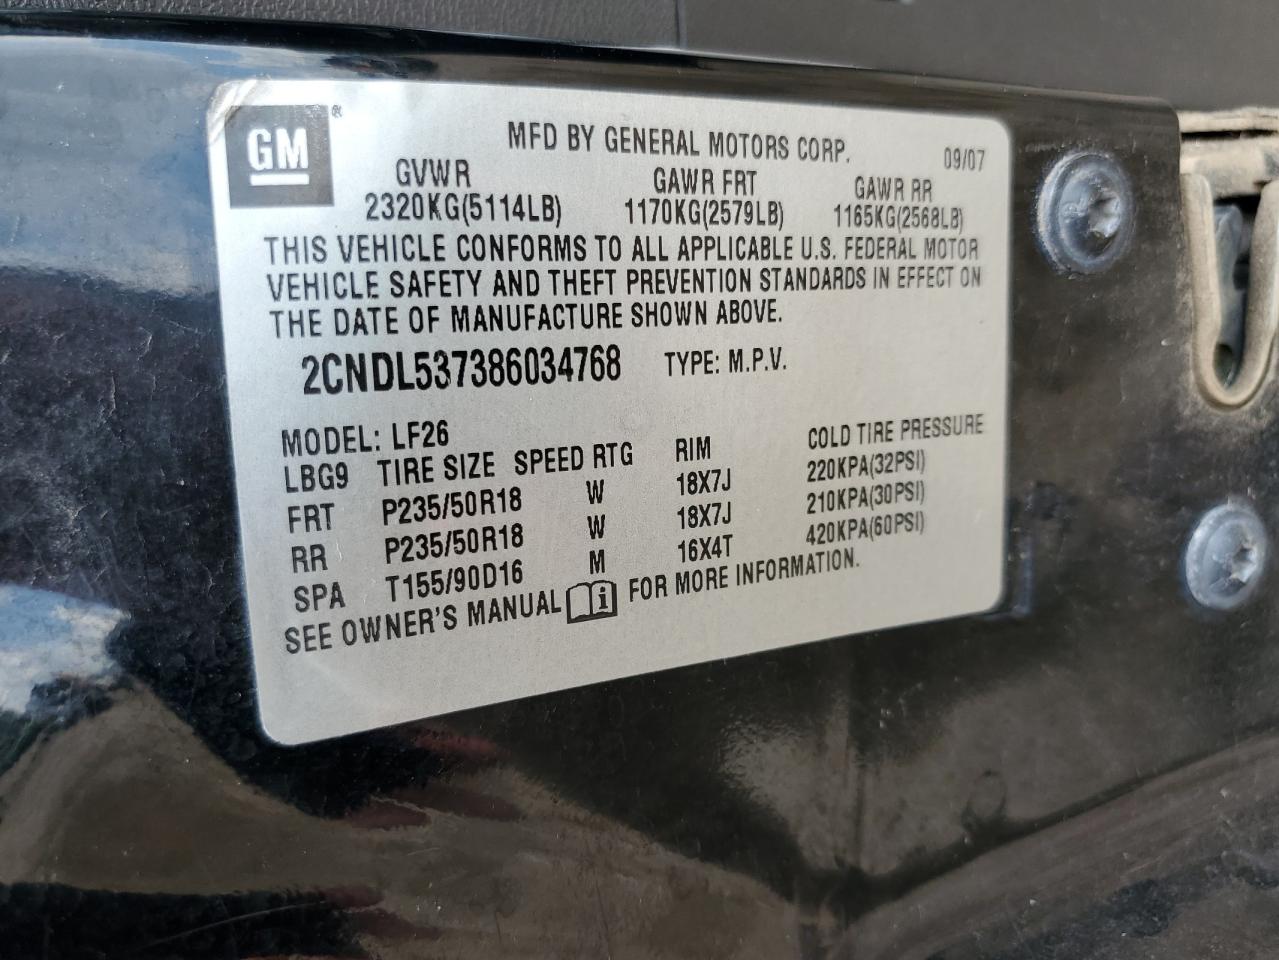 GM®
MFD BY GENERAL MOTORS CORP. 09/07
GVWR GAWR FRT GAWR RR
2320KG(5114LB) 1170KG(2579LB) 1165KG(2568LB)
THIS VEHICLE CONFORMS TO ALL APPLICABLE U.S. FEDERAL MOTOR
VEHICLE SAFETY AND THEFT PREVENTION STANDARDS IN EFFECT ON
THE DATE OF MANUFACTURE SHOWN ABOVE.
2CNDL537386034768 TYPE: M.P.V.
MODEL: LF26
LBG9 TIRE SIZE SPEED RTG RIM COLD TIRE PRESSURE
FRT P235/50R18 W 18X7J 220KPA(32PSI)
RR P235/50R18 W 18X7J 210KPA(30PSI)
SPA T155/90D16 M 16X4T 420KPA(60PSI)
SEE OWNER'S MANUAL i FOR MORE INFORMATION.